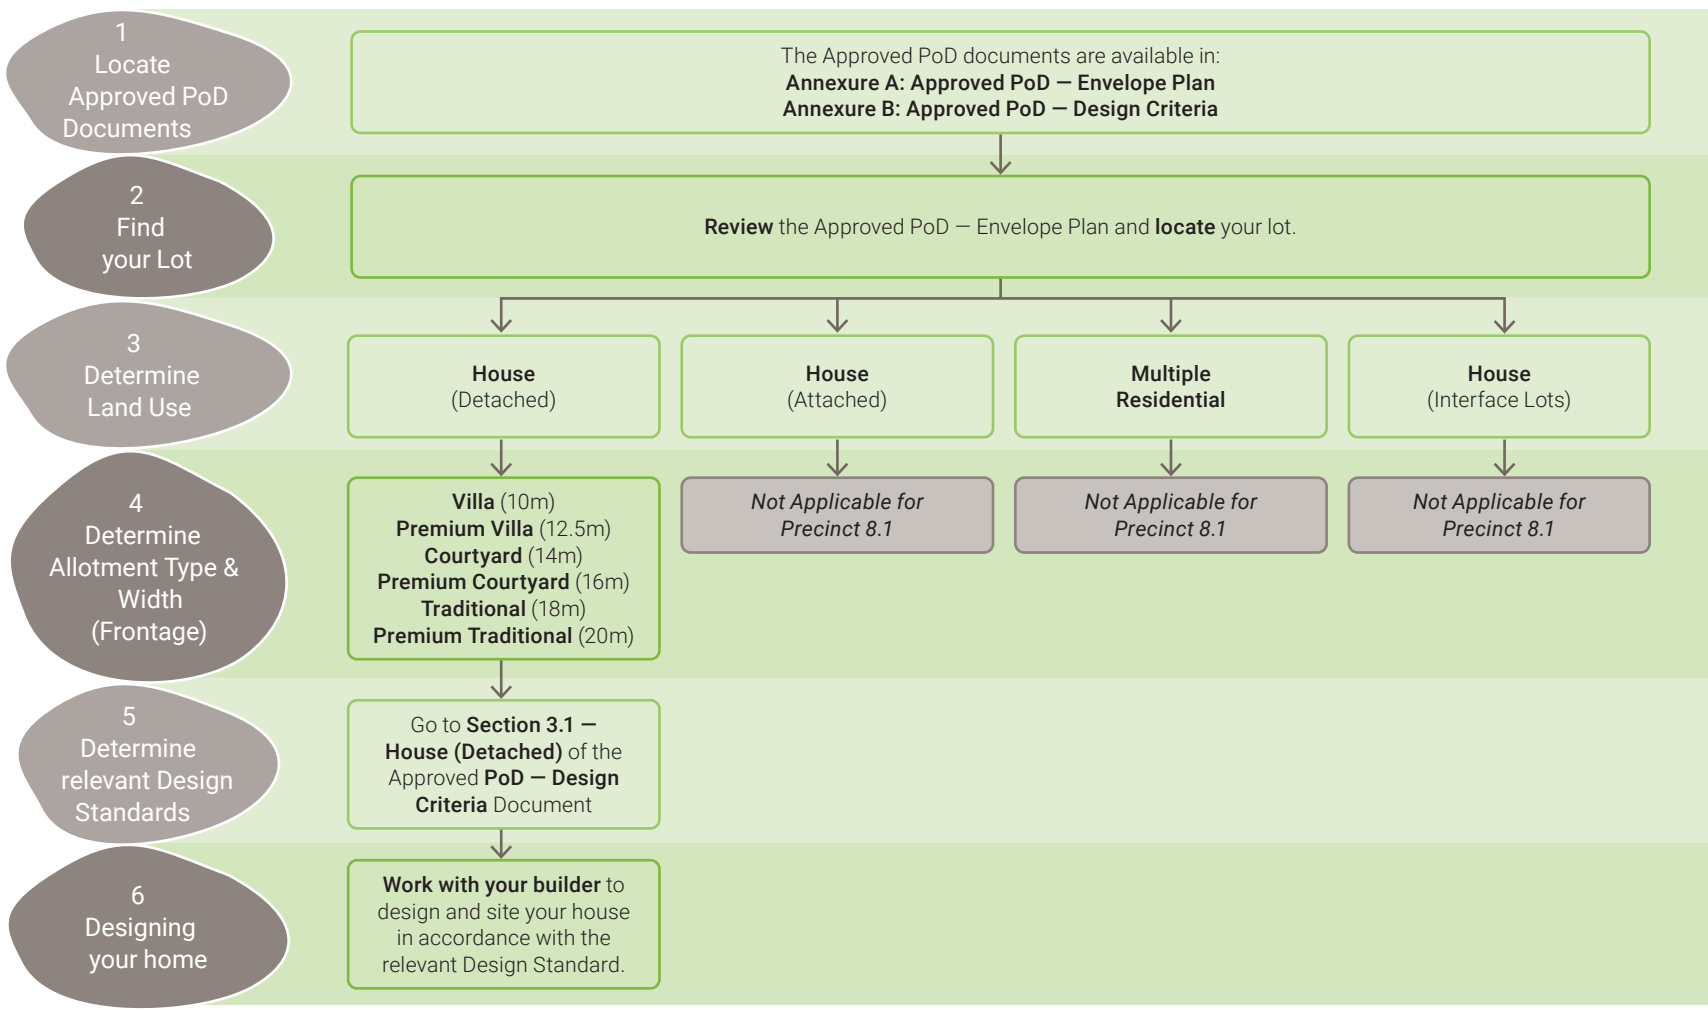 1
Locate
Approved PoD
Documents
The Approved PoD documents are available in:
Annexure A: Approved PoD — Envelope Plan
Annexure B: Approved PoD — Design Criteria
2
Find
your Lot
Review the Approved PoD — Envelope Plan and locate your lot.
3
Determine
Land Use
House
(Detached)
House
(Attached)
Multiple
Residential
House
(Interface Lots)
4
Determine
Allotment Type &
Width
(Frontage)
Villa (10m)
Premium Villa (12.5m)
Courtyard (14m)
Premium Courtyard (16m)
Traditional (18m)
Premium Traditional (20m)
Not Applicable for
Precinct 8.1
Not Applicable for
Precinct 8.1
Not Applicable for
Precinct 8.1
5
Determine
relevant Design
Standards
Go to Section 3.1 —
House (Detached) of the
Approved PoD — Design
Criteria Document
6
Designing
your home
Work with your builder to
design and site your house
in accordance with the
relevant Design Standard.